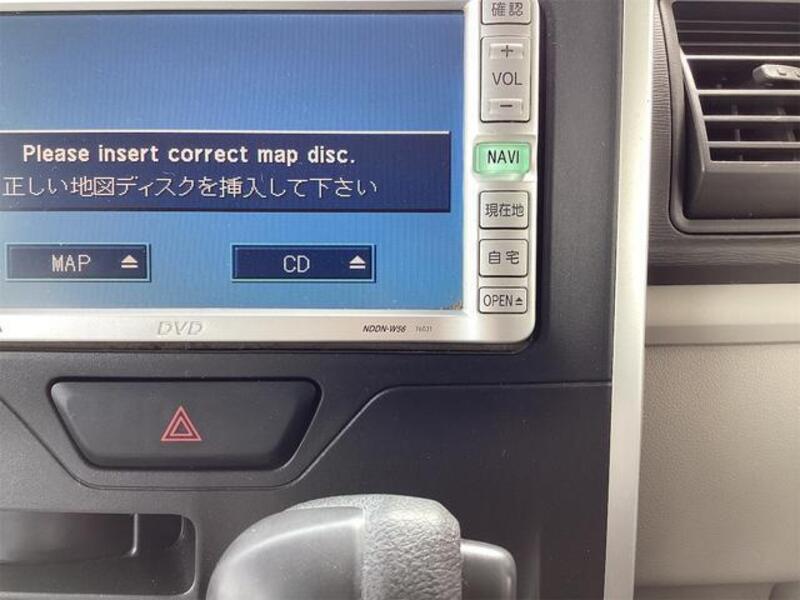 確認
+
VOL
−
Please insert correct map disc.
NAVI
正しい地図ディスクを挿入して下さい
現在地
MAP ⏏
CD ⏏
自宅
OPEN⏏
DVD
NDDN-W56